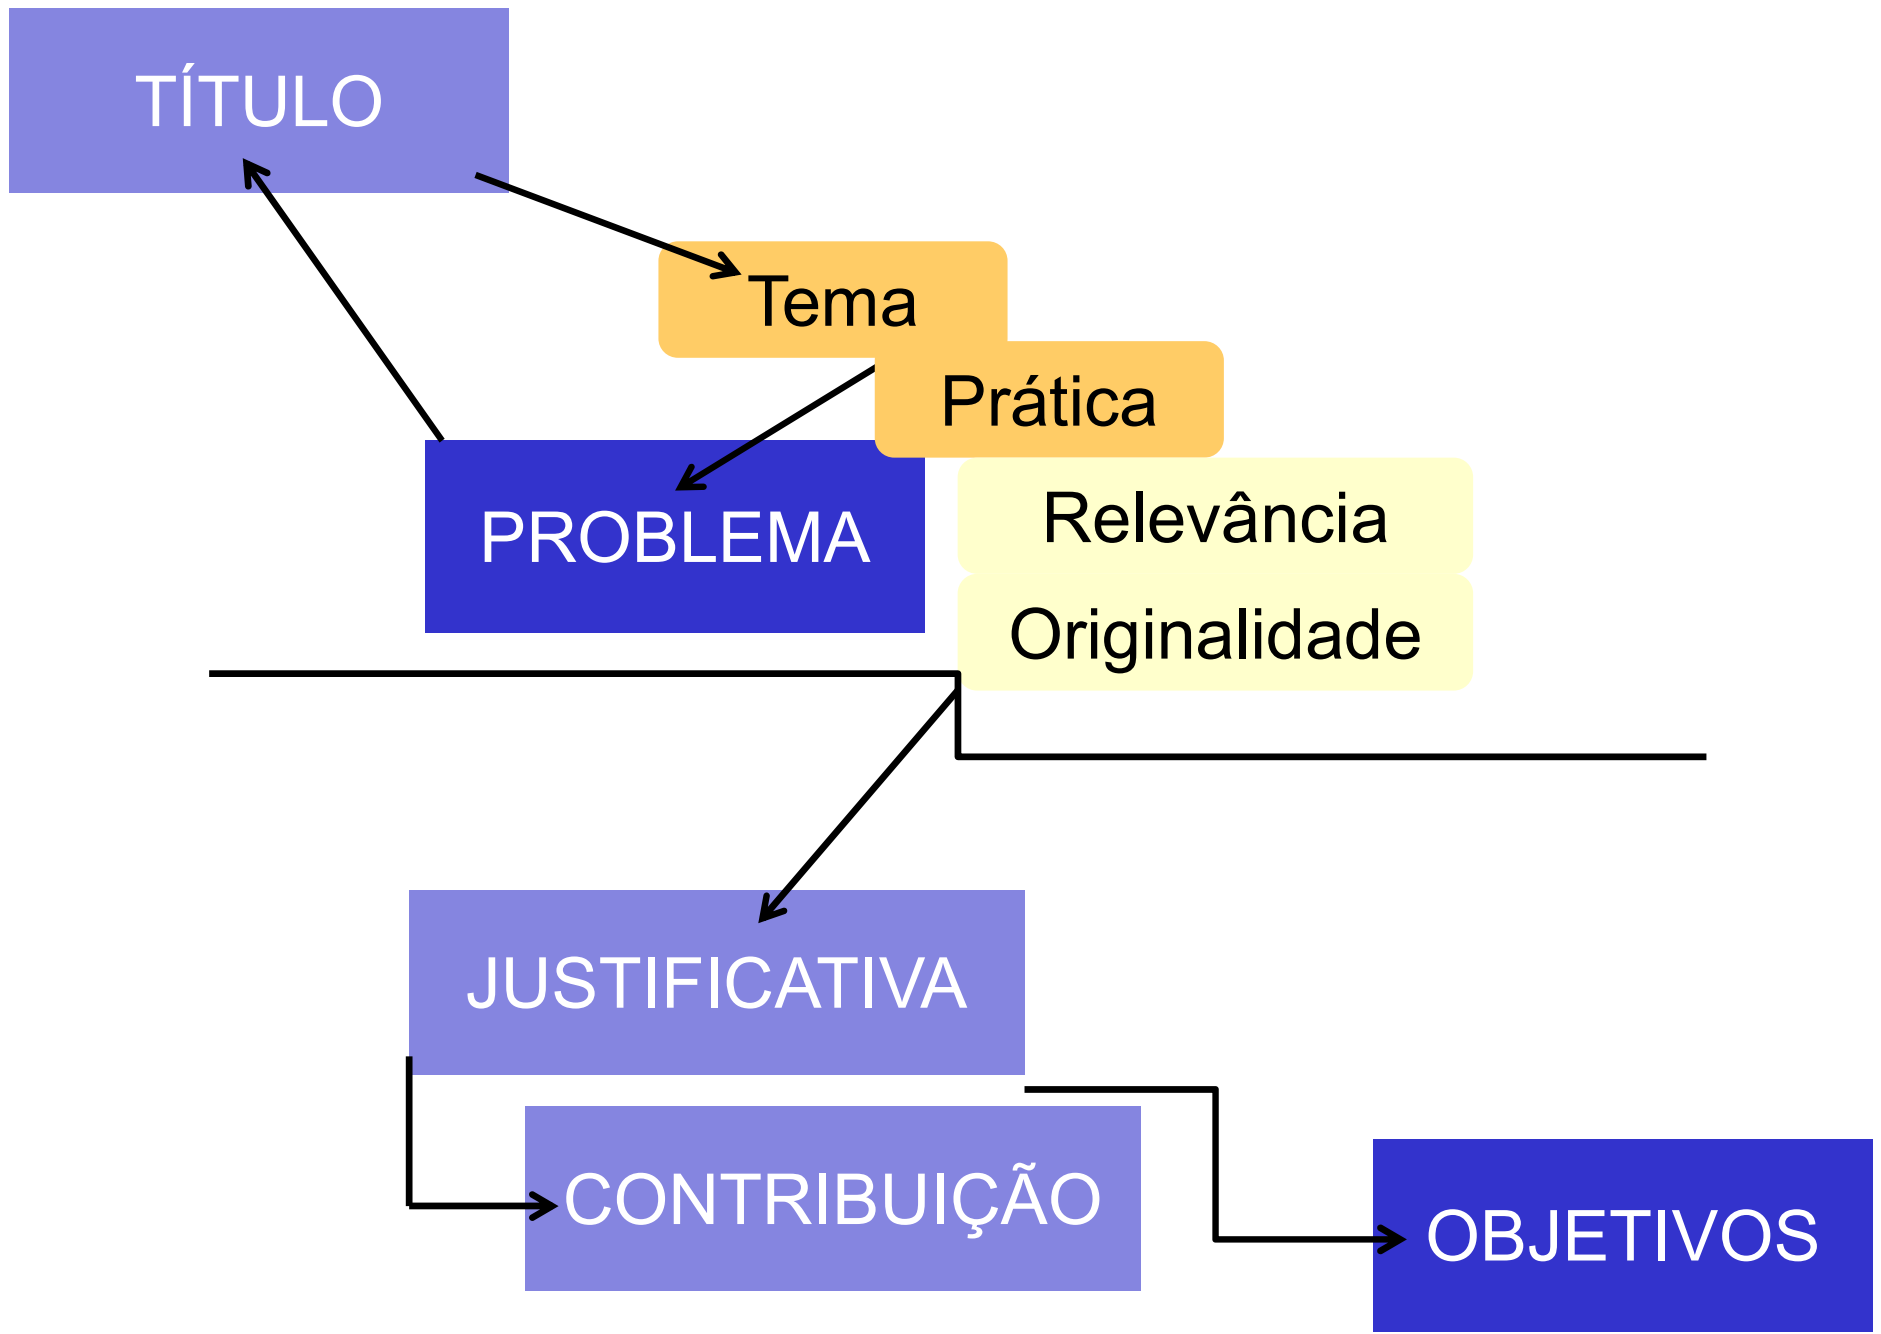 TÍTULO
Tema
Prática
PROBLEMA
Relevância
Originalidade
JUSTIFICATIVA
CONTRIBUIÇÃO
OBJETIVOS